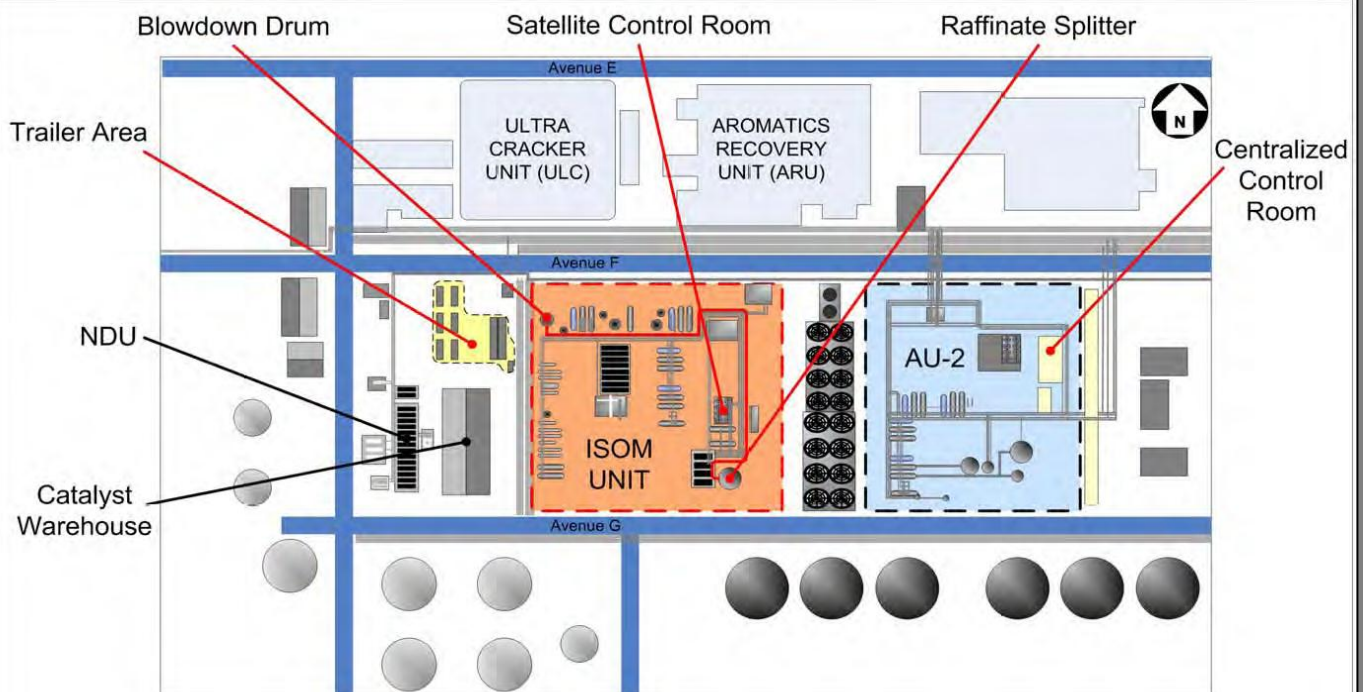 Blowdown Drum
Satellite Control Room
Raffinate Splitter
Avenue E
N
Trailer Area
ULTRA
CRACKER
UNIT (ULC)
AROMATICS
RECOVERY
UNIT (ARU)
Centralized
Control
Room
Avenue F
NDU
AU-2
ISOM
UNIT
Catalyst
Warehouse
Avenue G